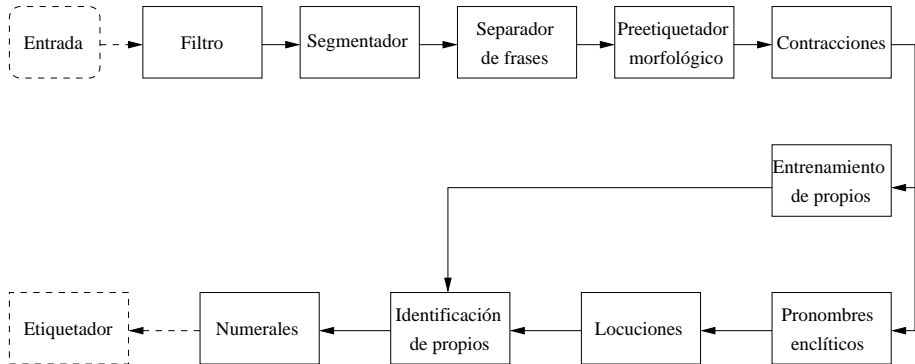 Entrada
Filtro
Segmentador
Separador
de frases
Preetiquetador
morfológico
Contracciones
Entrenamiento
de propios
Etiquetador
Numerales
Identificación
de propios
Locuciones
Pronombres
enclíticos